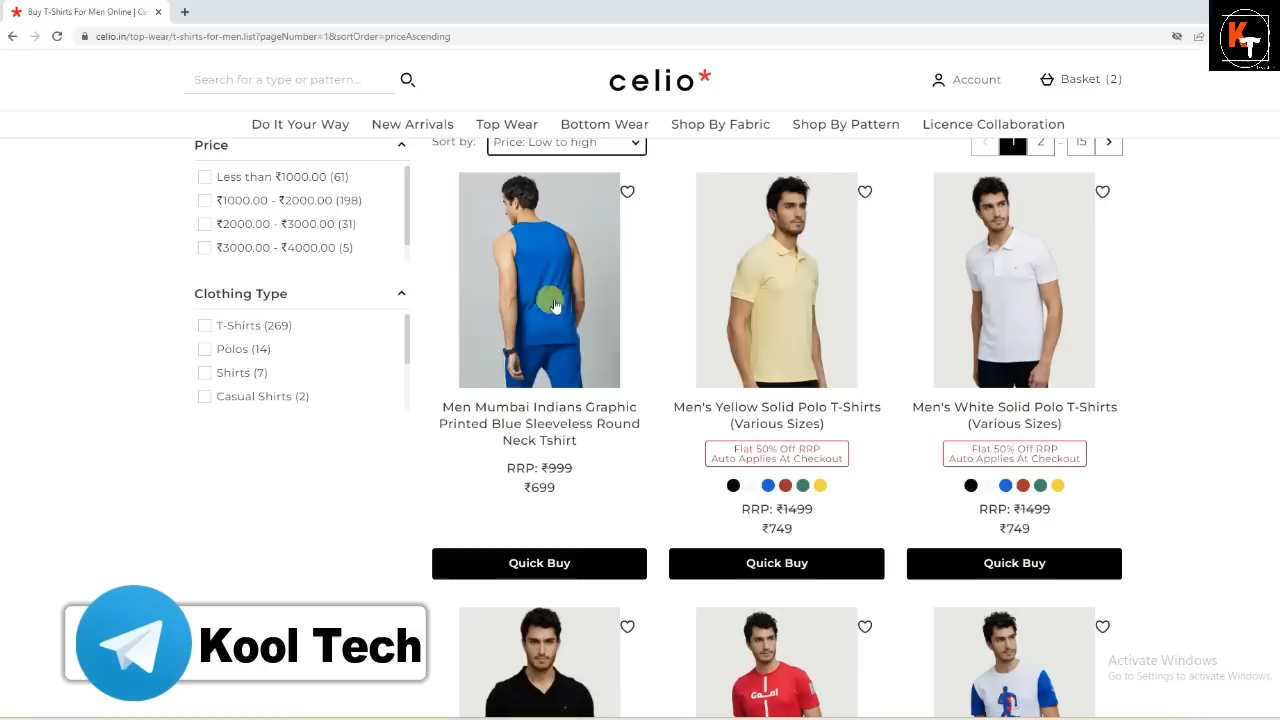 Buy T-Shirts For Men Online | Ce
celio.in/top-wear/t-shirts-for-men.list?pageNumber=1&sortOrder=priceAscending
KT
Search for a type or pattern...
celio*
Account
Basket (2)
Do It Your Way
New Arrivals
Top Wear
Bottom Wear
Shop By Fabric
Shop By Pattern
Licence Collaboration
Price
Less than ₹1000.00 (61)
₹1000.00 - ₹2000.00 (198)
₹2000.00 - ₹3000.00 (31)
₹3000.00 - ₹4000.00 (5)
Clothing Type
T-Shirts (269)
Polos (14)
Shirts (7)
Casual Shirts (2)
Sort by:
Price: Low to high
1
2
..
15
Men Mumbai Indians Graphic
Printed Blue Sleeveless Round
Neck Tshirt
RRP: ₹999
₹699
Quick Buy
Men's Yellow Solid Polo T-Shirts
(Various Sizes)
Flat 50% Off RRP
Auto Applies At Checkout
RRP: ₹1499
₹749
Quick Buy
Men's White Solid Polo T-Shirts
(Various Sizes)
Flat 50% Off RRP
Auto Applies At Checkout
RRP: ₹1499
₹749
Quick Buy
Kool Tech
Activate Windows
Go to Settings to activate Windows.